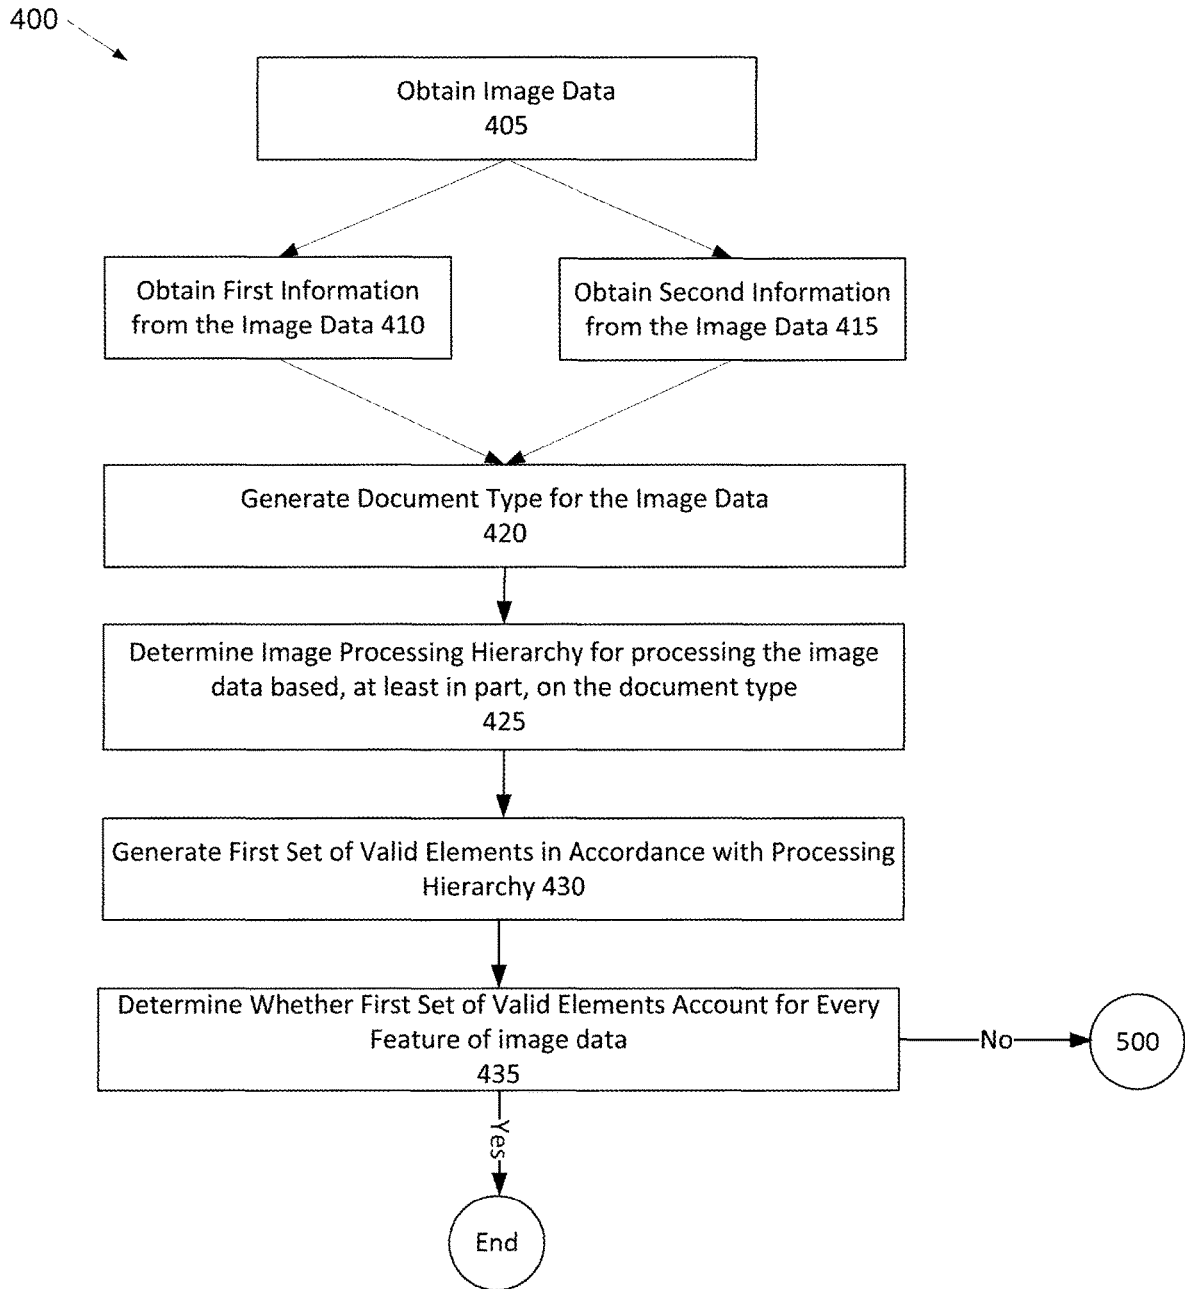 400
Obtain Image Data
405
Obtain First Information
from the Image Data 410
Obtain Second Information
from the Image Data 415
Generate Document Type for the Image Data
420
Determine Image Processing Hierarchy for processing the image
data based, at least in part, on the document type
425
Generate First Set of Valid Elements in Accordance with Processing
Hierarchy 430
Determine Whether First Set of Valid Elements Account for Every
Feature of image data
435
No
500
Yes
End